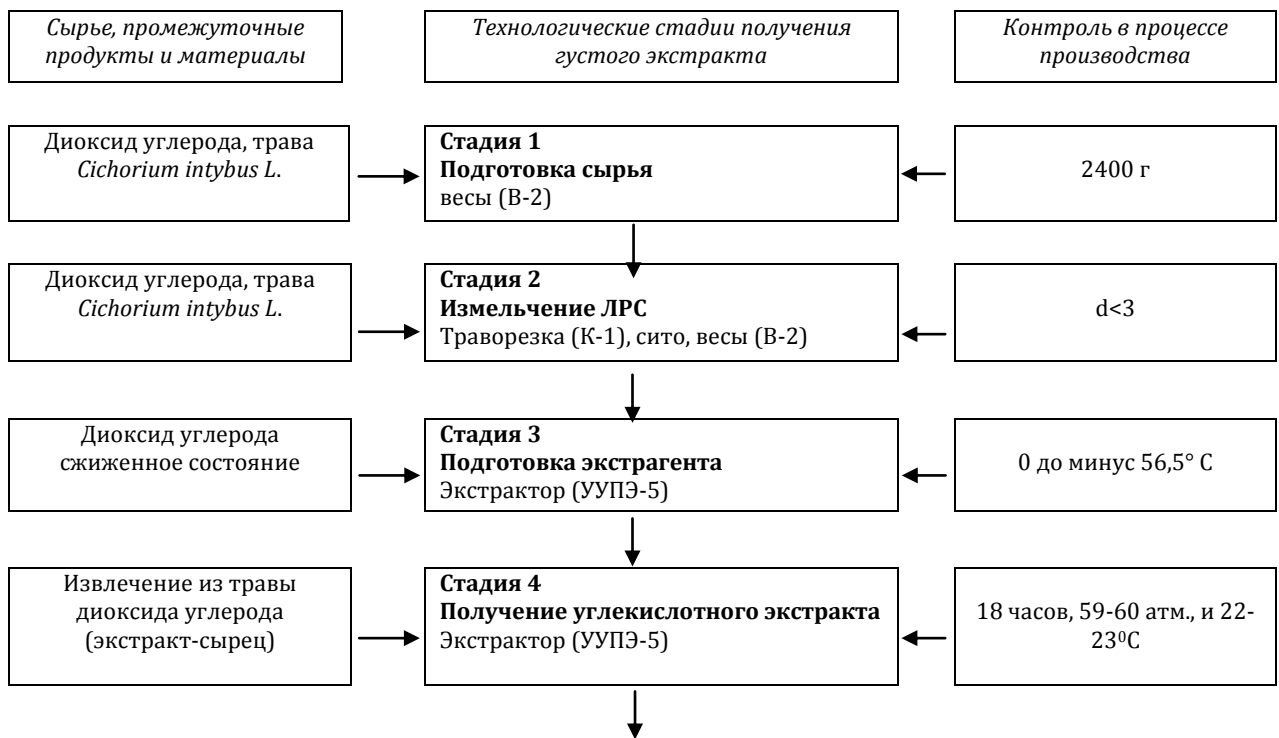 Сырье, промежуточные
продукты и материалы
Технологические стадии получения
густого экстракта
Контроль в процессе
производства
Диоксид углерода, трава
Cichorium intybus L.
Стадия 1
Подготовка сырья
весы (В-2)
2400 г
Диоксид углерода, трава
Cichorium intybus L.
Стадия 2
Измельчение ЛРС
Траворезка (К-1), сито, весы (В-2)
d<3
Диоксид углерода
сжиженное состояние
Стадия 3
Подготовка экстрагента
Экстрактор (УУПЭ-5)
0 до минус 56,5° С
Извлечение из травы
диоксида углерода
(экстракт-сырец)
Стадия 4
Получение углекислотного экстракта
Экстрактор (УУПЭ-5)
18 часов, 59-60 атм., и 22-
23⁰С